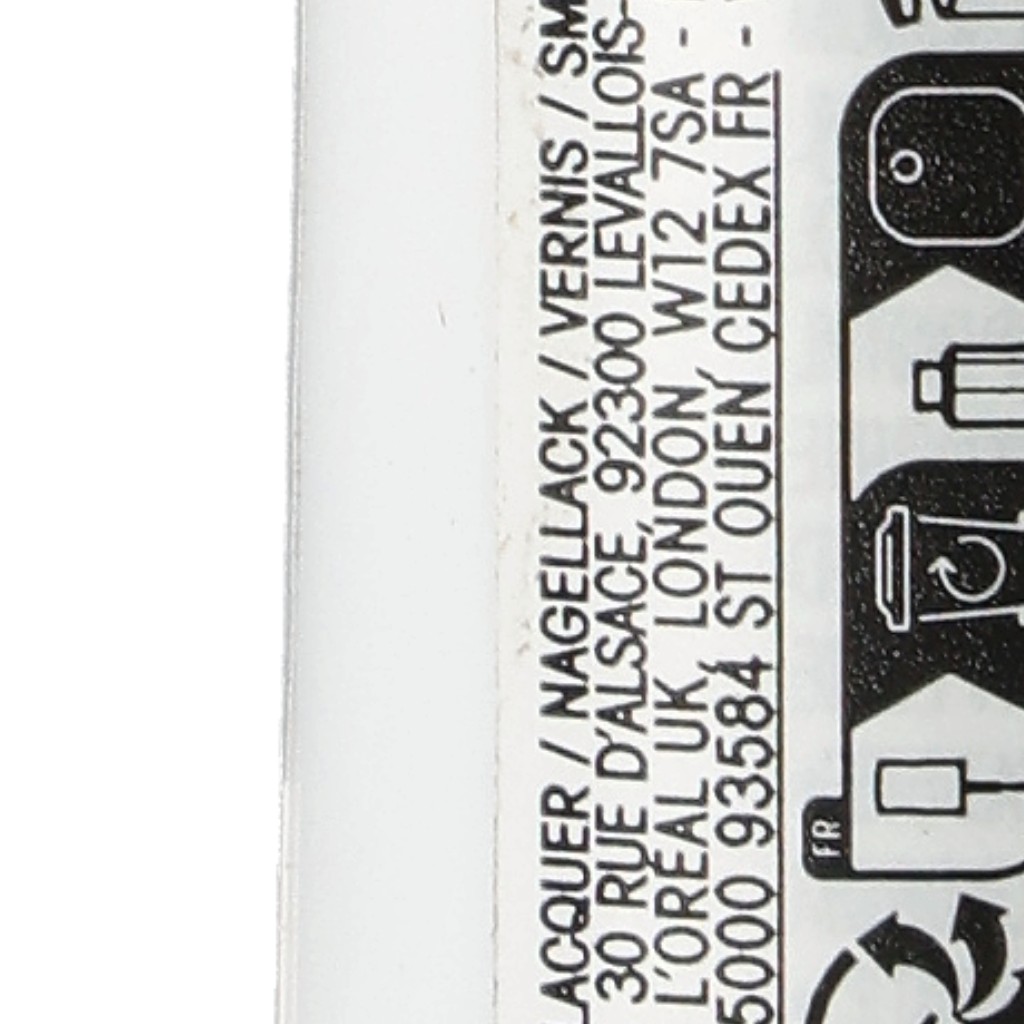 LACQUER / NAGELLACK / VERNIS / SM
30 RUE D'ALSACE, 92300 LEVALLOIS-
L'ORÉAL UK, LONDON, W12 7SA -
5000 93584 ST OUEN CEDEX FR -
FR